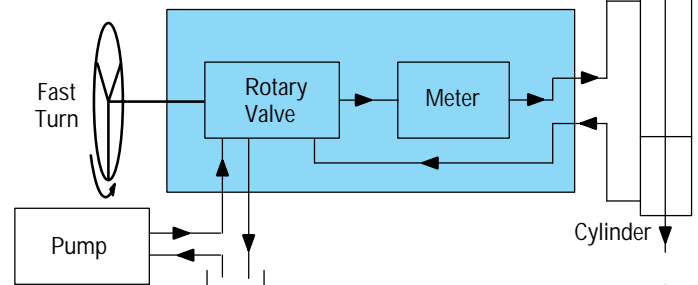 Fast
Turn
Rotary
Valve
Meter
Pump
Cylinder